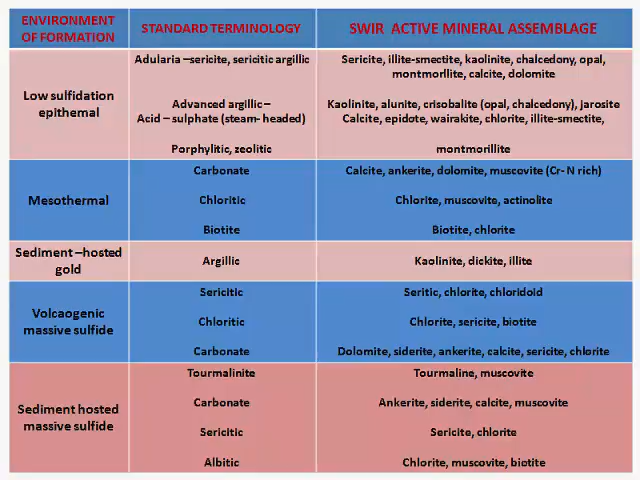 ENVIRONMENT OF FORMATION
STANDARD TERMINOLOGY
SWIR ACTIVE MINERAL ASSEMBLAGE
Low sulfidation epithemal
Adularia –sericite, sericitic argillic
Sericite, illite-smectite, kaolinite, chalcedony, opal,
montmorllite, calcite, dolomite
Advanced argillic –
Acid – sulphate (steam- headed)
Kaolinite, alunite, crisobalite (opal, chalcedony), jarosite
Calcite, epidote, wairakite, chlorite, illite-smectite,
Porphylitic, zeolitic
montmorillite
Mesothermal
Carbonate
Calcite, ankerite, dolomite, muscovite (Cr- N rich)
Chloritic
Chlorite, muscovite, actinolite
Biotite
Biotite, chlorite
Sediment –hosted gold
Argillic
Kaolinite, dickite, illite
Volcaogenic massive sulfide
Sericitic
Seritic, chlorite, chloridoid
Chloritic
Chlorite, sericite, biotite
Carbonate
Dolomite, siderite, ankerite, calcite, sericite, chlorite
Sediment hosted massive sulfide
Tourmalinite
Tourmaline, muscovite
Carbonate
Ankerite, siderite, calcite, muscovite
Sericitic
Sericite, chlorite
Albitic
Chlorite, muscovite, biotite